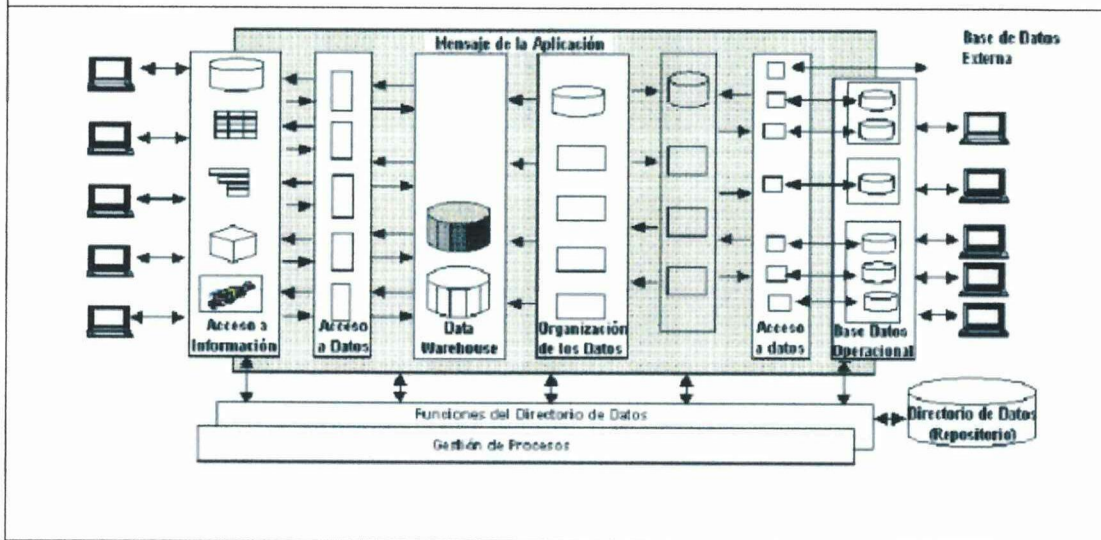 Mensaje de la Aplicación
Base de Datos
Externa
Acceso a
Información
Acceso
a Datos
Data
Warehouse
Organización
de los Datos
Acceso
a datos
Base Datos
Operacional
Funciones del Directorio de Datos
Gestión de Procesos
Directorio de Datos
(Repositorio)